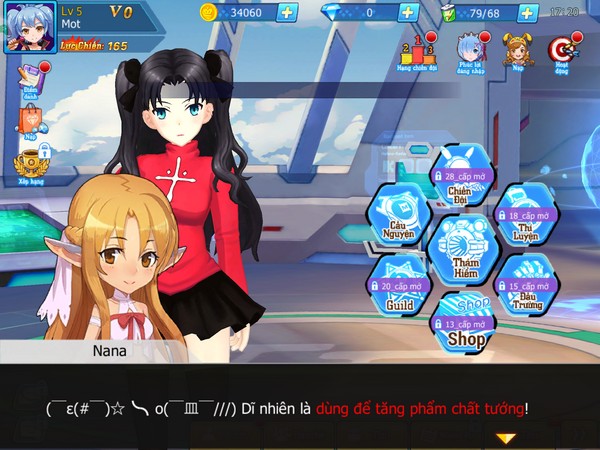 Lv 5
V0
34060
0
79/68
17:20
Mot
Lực Chiến: 165
Điểm danh
Nạp
Xếp hạng
Hạng chiến đội
Phúc lợi đăng nhập
Nạp
Hoạt động
28_cấp mở
Chiến Đội
Cầu Nguyện
18_cấp mở
Thí Luyện
Thám Hiểm
20_cấp mở
Guild
15_cấp mở
Đấu Trường
Shop
13_cấp mở
Shop
Nana
(￣ε(#￣)☆╰╮o(￣皿￣///) Dĩ nhiên là dùng để tăng phẩm chất tướng!